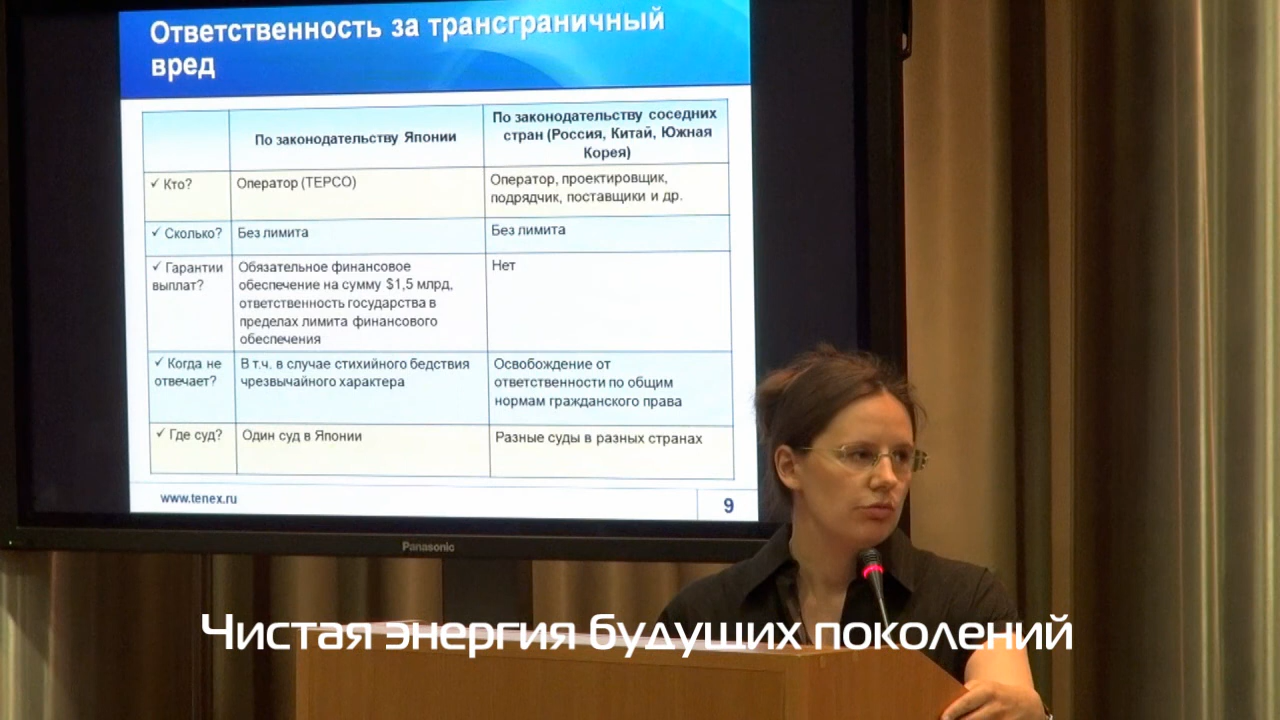 Ответственность за трансграничный
вред
По законодательству Японии
По законодательству соседних
стран (Россия, Китай, Южная
Корея)
✓ Кто?
Оператор (ТЕРСО)
Оператор, проектировщик,
подрядчик, поставщики и др.
✓ Сколько?
Без лимита
Без лимита
✓ Гарантии
выплат?
Обязательное финансовое
обеспечение на сумму $1,5 млрд,
ответственность государства в
пределах лимита финансового
обеспечения
Нет
✓ Когда не
отвечает?
В т.ч. в случае стихийного бедствия
чрезвычайного характера
Освобождение от
ответственности по общим
нормам гражданского права
✓ Где суд?
Один суд в Японии
Разные суды в разных странах
www.tenex.ru
9
Panasonic
Чистая энергия будущих поколений